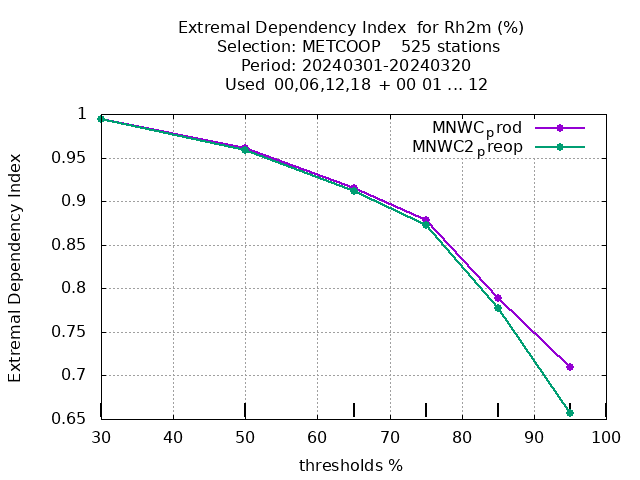 Extremal Dependency Index  for Rh2m (%)
Selection: METCOOP    525 stations
Period: 20240301-20240320
Used  00,06,12,18 + 00 01 ... 12
MNWCprod
MNWC2preop
1
0.95
0.9
0.85
0.8
0.75
0.7
0.65
Extremal Dependency Index
30 40 50 60 70 80 90 100
thresholds %